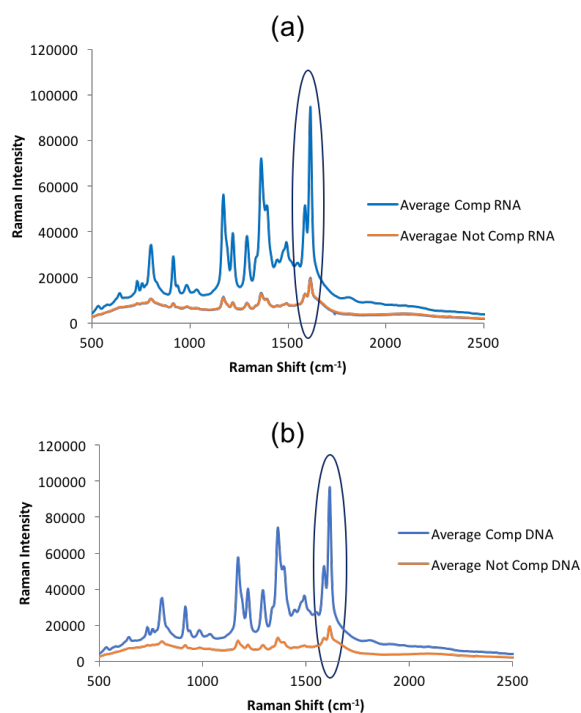 (a)
120000
100000
80000
60000
40000
20000
0
500 1000 1500 2000 2500
Raman Intensity
Raman Shift (cm-1)
Average Comp RNA
Averagae Not Comp RNA
(b)
120000
100000
80000
60000
40000
20000
0
500 1000 1500 2000 2500
Raman Intensity
Raman Shift (cm-1)
Average Comp DNA
Average Not Comp DNA